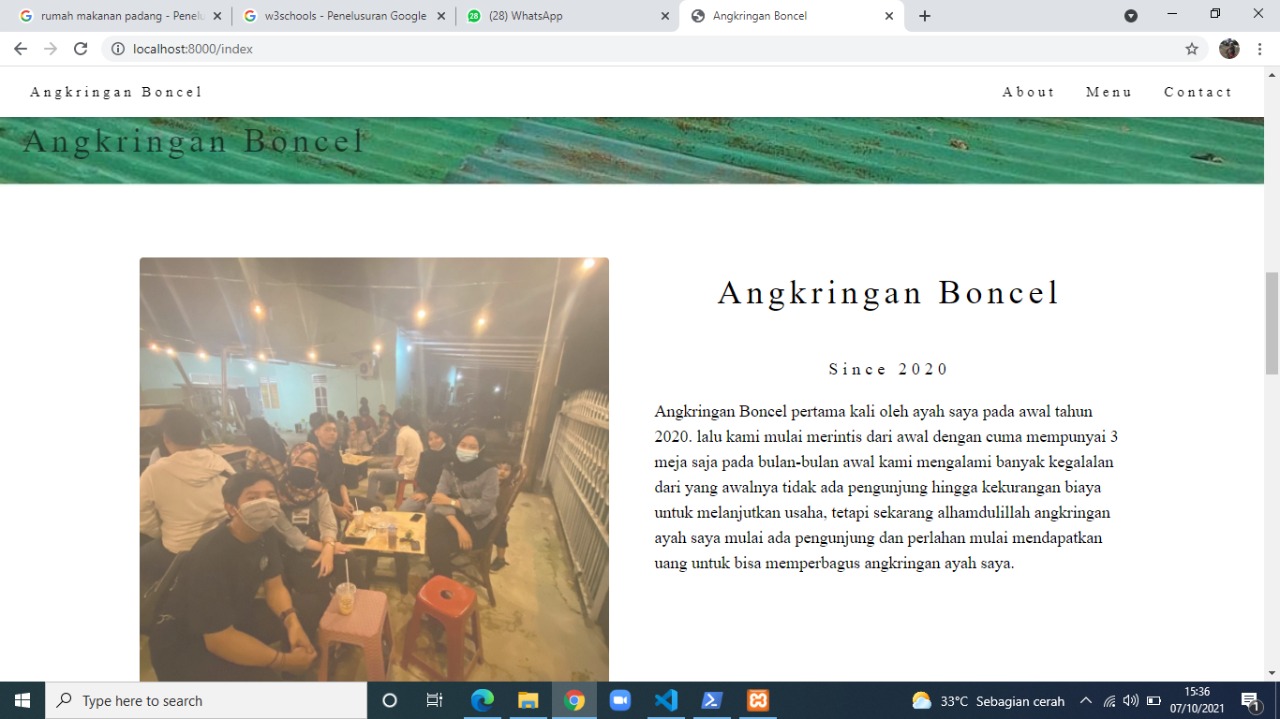 rumah makanan padang - Penel
w3schools - Penelusuran Google
28
(28) WhatsApp
Angkringan Boncel
localhost:8000/index
Angkringan Boncel
About
Menu
Contact
Angkringan Boncel
Angkringan Boncel
Since 2020
Angkringan Boncel pertama kali oleh ayah saya pada awal tahun
2020. lalu kami mulai merintis dari awal dengan cuma mempunyai 3
meja saja pada bulan-bulan awal kami mengalami banyak kegalalan
dari yang awalnya tidak ada pengunjung hingga kekurangan biaya
untuk melanjutkan usaha, tetapi sekarang alhamdulillah angkringan
ayah saya mulai ada pengunjung dan perlahan mulai mendapatkan
uang untuk bisa memperbagus angkringan ayah saya.
Type here to search
33°C Sebagian cerah
15:36
07/10/2021
1